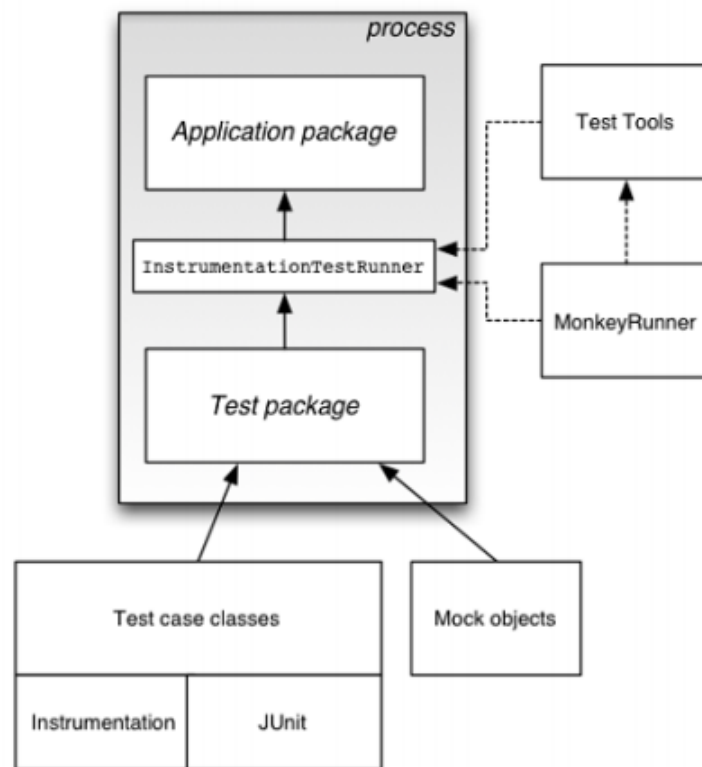 process
Application package
Test Tools
InstrumentationTestRunner
MonkeyRunner
Test package
Test case classes
Mock objects
Instrumentation
JUnit